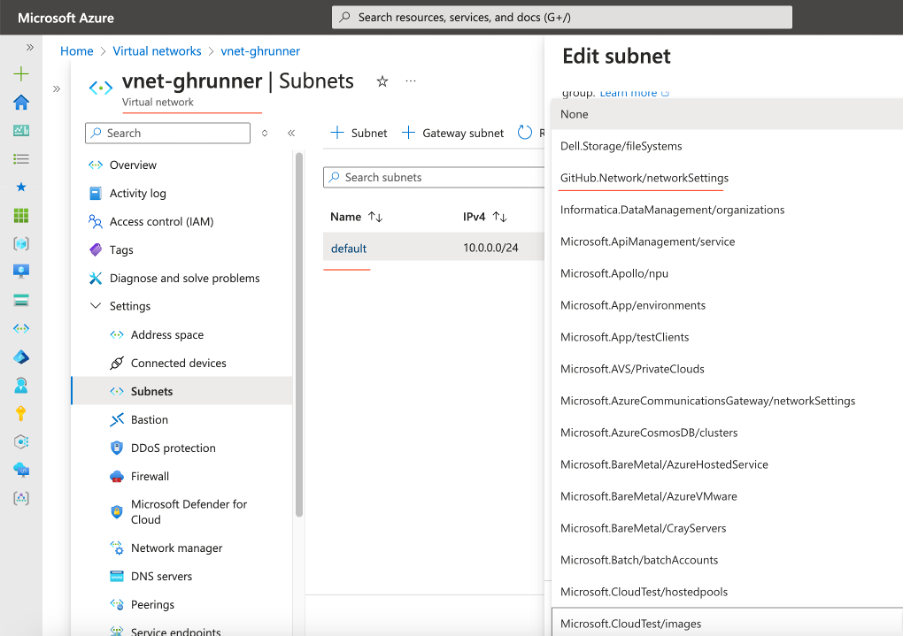 Microsoft Azure
Search resources, services, and docs (G+/)
Home > Virtual networks > vnet-ghrunner
vnet-ghrunner | Subnets
Virtual network
Search
Overview
Activity log
Access control (IAM)
Tags
Diagnose and solve problems
Settings
Address space
Connected devices
Subnets
Bastion
DDoS protection
Firewall
Microsoft Defender for
Cloud
Network manager
DNS servers
Peerings
Service endpoints
+ Subnet + Gateway subnet R
Search subnets
Name ↑↓ IPv4 ↑↓
default 10.0.0.0/24
Edit subnet
group. Learn more
None
Dell.Storage/fileSystems
GitHub.Network/networkSettings
Informatica.DataManagement/organizations
Microsoft.ApiManagement/service
Microsoft.Apollo/npu
Microsoft.App/environments
Microsoft.App/testClients
Microsoft.AVS/PrivateClouds
Microsoft.AzureCommunicationsGateway/networkSettings
Microsoft.AzureCosmosDB/clusters
Microsoft.BareMetal/AzureHostedService
Microsoft.BareMetal/AzureVMware
Microsoft.BareMetal/CrayServers
Microsoft.Batch/batchAccounts
Microsoft.CloudTest/hostedpools
Microsoft.CloudTest/images